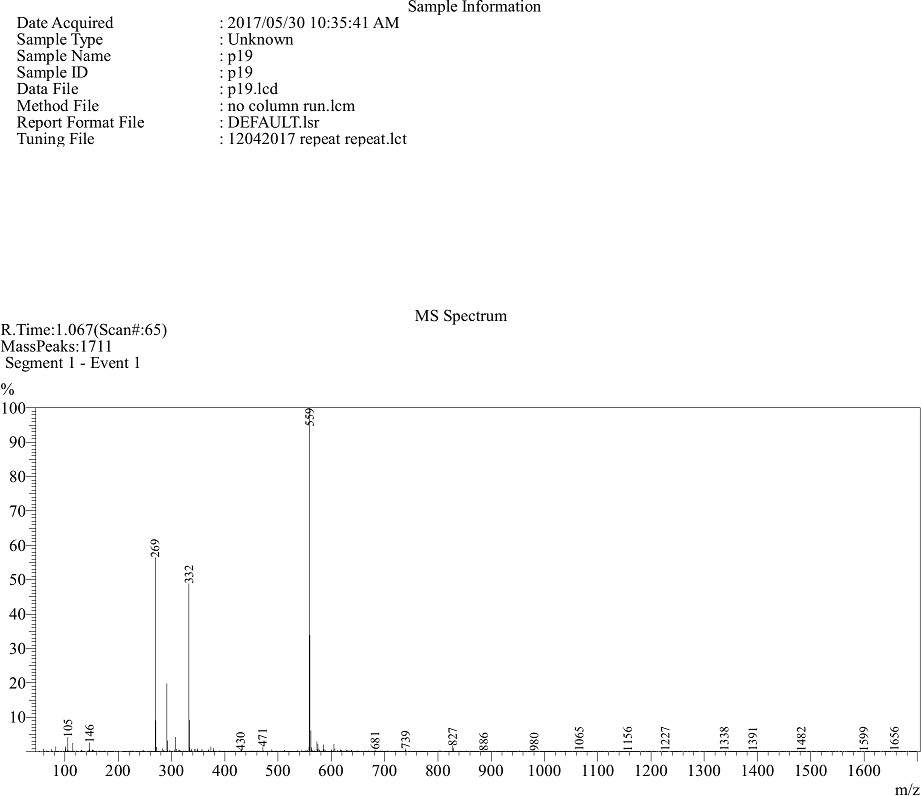 Sample Information
Date Acquired : 2017/05/30 10:35:41 AM
Sample Type : Unknown
Sample Name : p19
Sample ID : p19
Data File : p19.lcd
Method File : no column run.lcm
Report Format File : DEFAULT.lsr
Tuning File : 12042017 repeat repeat.lct
MS Spectrum
R.Time:1.067(Scan#:65)
MassPeaks:1711
Segment 1 - Event 1
%
100
90
80
70
60
50
40
30
20
10
105
146
269
332
430
471
559
681
739
827
886
980
1065
1156
1227
1338
1391
1482
1599
1656
100 200 300 400 500 600 700 800 900 1000 1100 1200 1300 1400 1500 1600
m/z